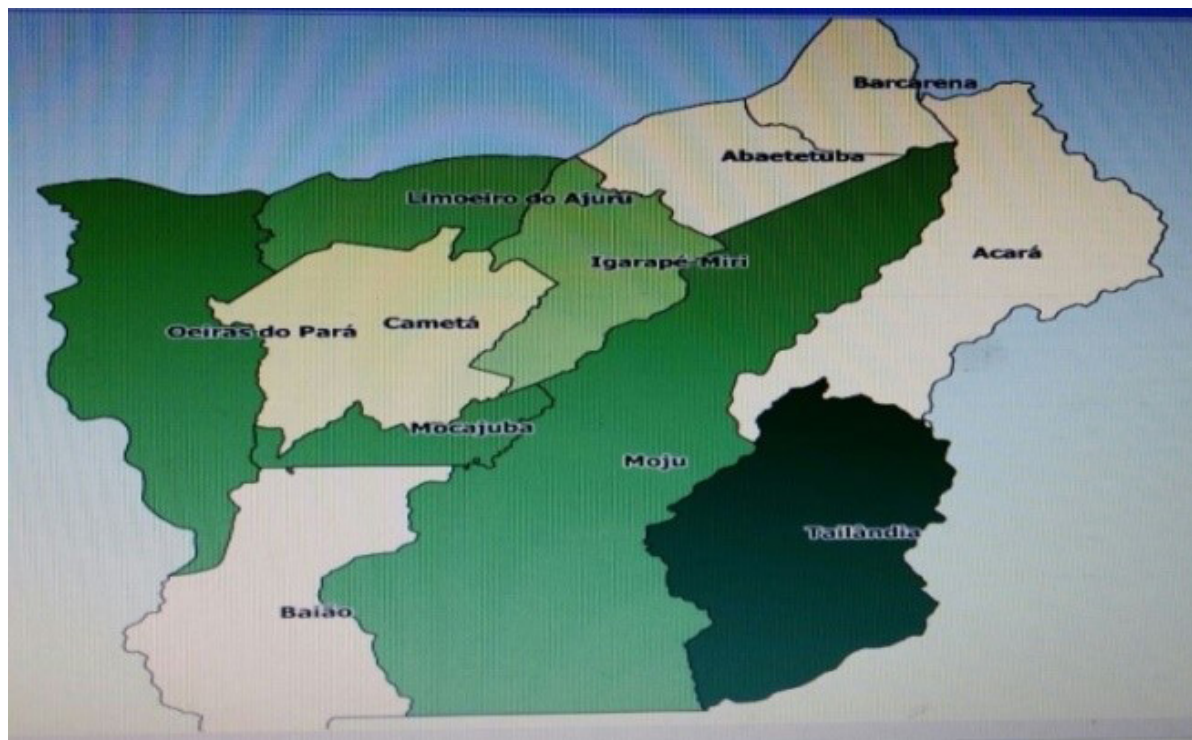 Barcarena
Abaetetuba
Limoeiro do Ajuru
Igarapé-Miri
Acará
Oeiras do Pará
Cametá
Mocajuba
Moju
Tailândia
Baião